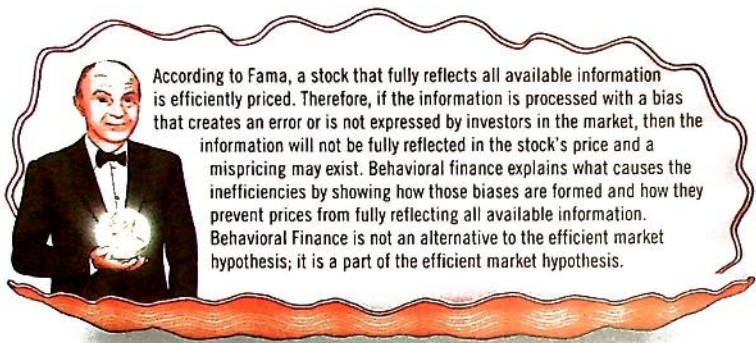 According to Fama, a stock that fully reflects all available information
is efficiently priced. Therefore, if the information is processed with a bias
that creates an error or is not expressed by investors in the market, then the
information will not be fully reflected in the stock's price and a
mispricing may exist. Behavioral finance explains what causes the
inefficiencies by showing how those biases are formed and how they
prevent prices from fully reflecting all available information.
Behavioral Finance is not an alternative to the efficient market
hypothesis; it is a part of the efficient market hypothesis.